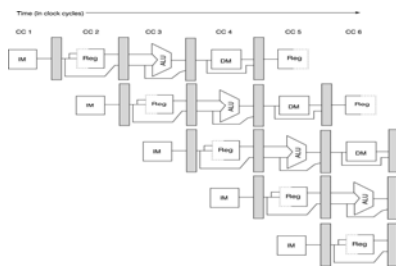 Time (in clock cycles)
CC 1 CC 2 CC 3 CC 4 CC 5 CC 6
IM Reg ALU DM Reg
IM Reg ALU DM Reg
IM Reg ALU DM
IM Reg ALU
IM Reg